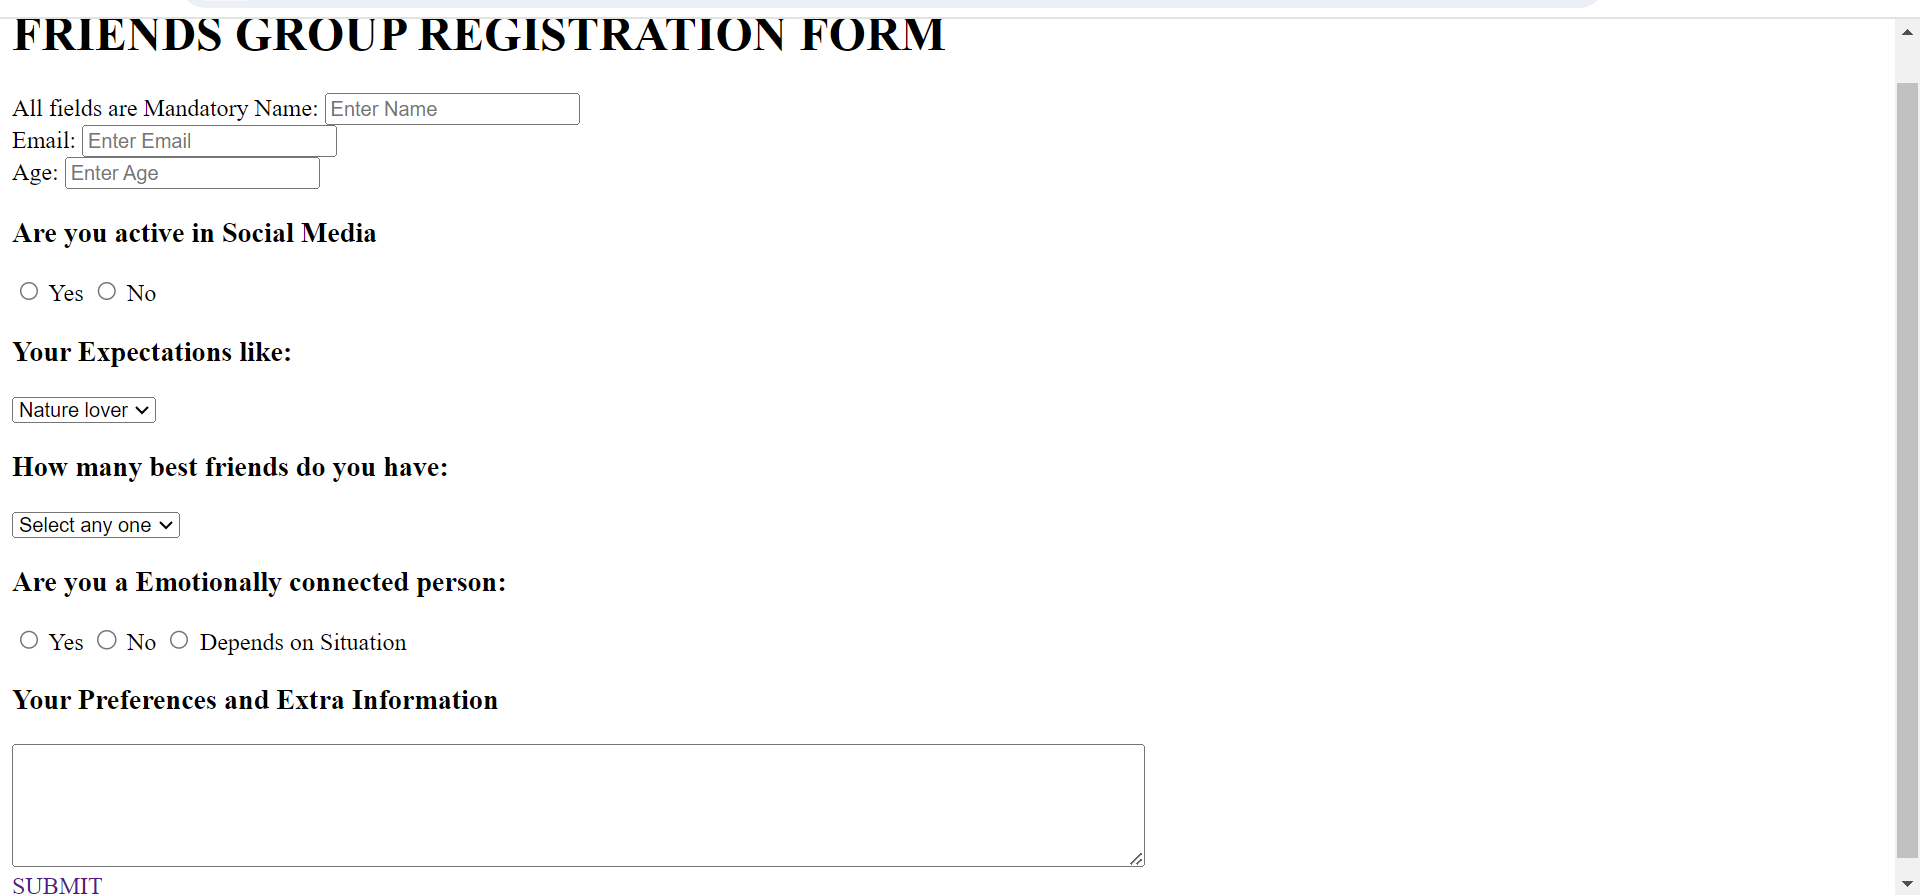 FRIENDS GROUP REGISTRATION FORM
All fields are Mandatory Name: Enter Name
Email: Enter Email
Age: Enter Age
Are you active in Social Media
Yes No
Your Expectations like:
Nature lover
How many best friends do you have:
Select any one
Are you a Emotionally connected person:
Yes No Depends on Situation
Your Preferences and Extra Information
SUBMIT